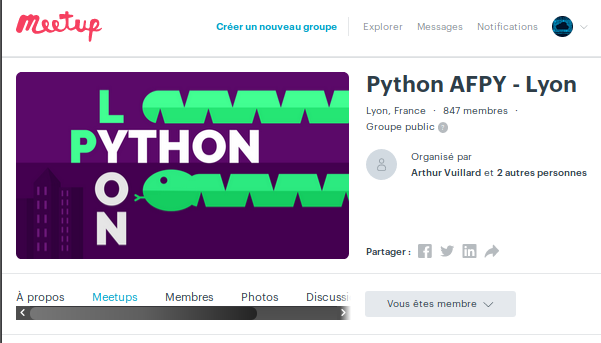 Meetup
Créer un nouveau groupe
Explorer
Messages
Notifications
L
PYTHON
O
N
Python AFPY - Lyon
Lyon, France · 847 membres ·
Groupe public ?
Organisé par
Arthur Vuillard et 2 autres personnes
Partager :
À propos
Meetups
Membres
Photos
Discussi
Vous êtes membre